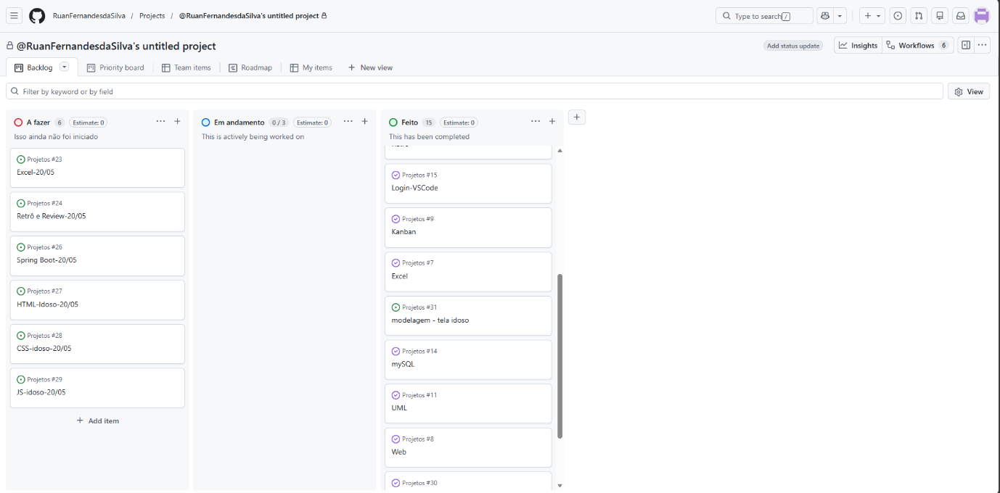 RuanFernandesdaSilva / Projects / @RuanFernandesdaSilva's untitled project
Type / to search
@RuanFernandesdaSilva's untitled project
Add status update
Insights
Workflows 6
Backlog
Priority board
Team items
Roadmap
My items
New view
Filter by keyword or by field
View
A fazer 6 Estimate: 0
Isso ainda não foi iniciado
Projetos #23
Excel-20/05
Projetos #24
Retrô e Review-20/05
Projetos #26
Spring Boot-20/05
Projetos #27
HTML-Idoso-20/05
Projetos #28
CSS-idoso-20/05
Projetos #29
JS-idoso-20/05
Add item
Em andamento 0 / 3 Estimate: 0
This is actively being worked on
Feito 15 Estimate: 0
This has been completed
Projetos #15
Login-VSCode
Projetos #9
Kanban
Projetos #7
Excel
Projetos #31
modelagem - tela idoso
Projetos #14
mySQL
Projetos #11
UML
Projetos #8
Web
Projetos #30